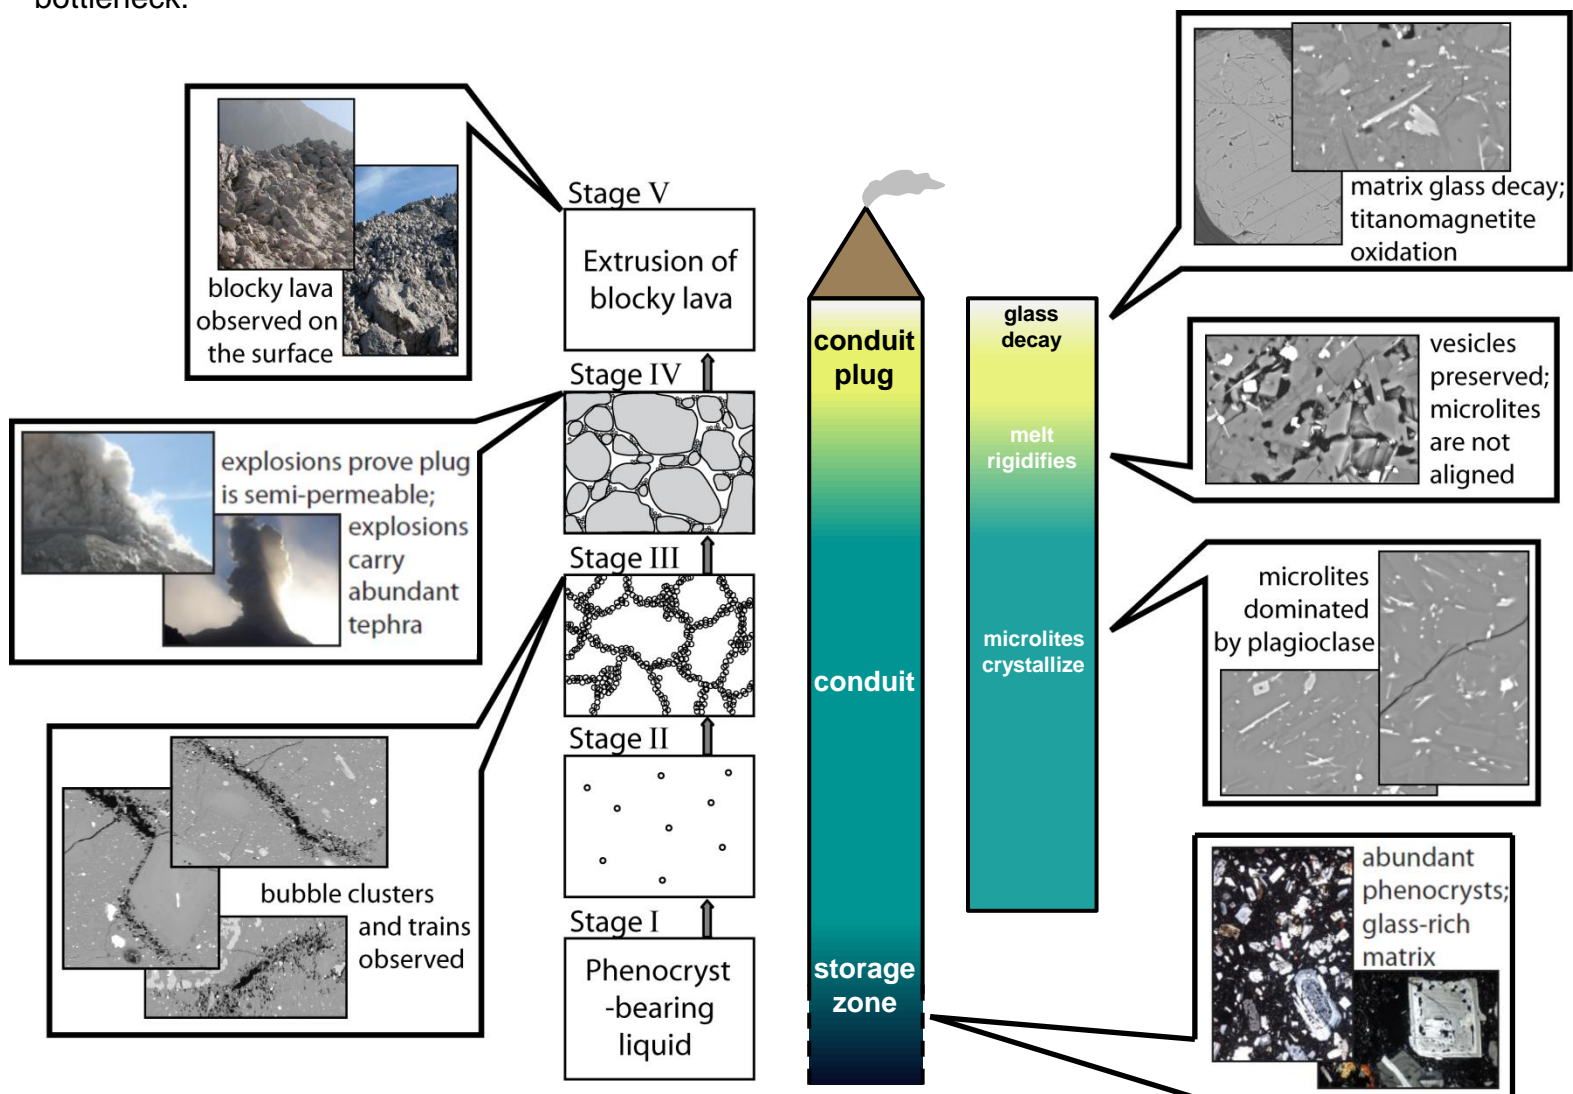 bottleneck.
blocky lava
observed on
the surface
explosions prove plug
is semi-permeable;
explosions
carry
abundant
tephra
bubble clusters
and trains
observed
Stage V
Extrusion of
blocky lava
Stage IV
Stage III
Stage II
Stage I
Phenocryst
-bearing
liquid
conduit
plug
conduit
storage
zone
glass
decay
melt
rigidifies
microlites
crystallize
matrix glass decay;
titanomagnetite
oxidation
vesicles
preserved;
microlites
are not
aligned
microlites
dominated
by plagioclase
abundant
phenocrysts;
glass-rich
matrix